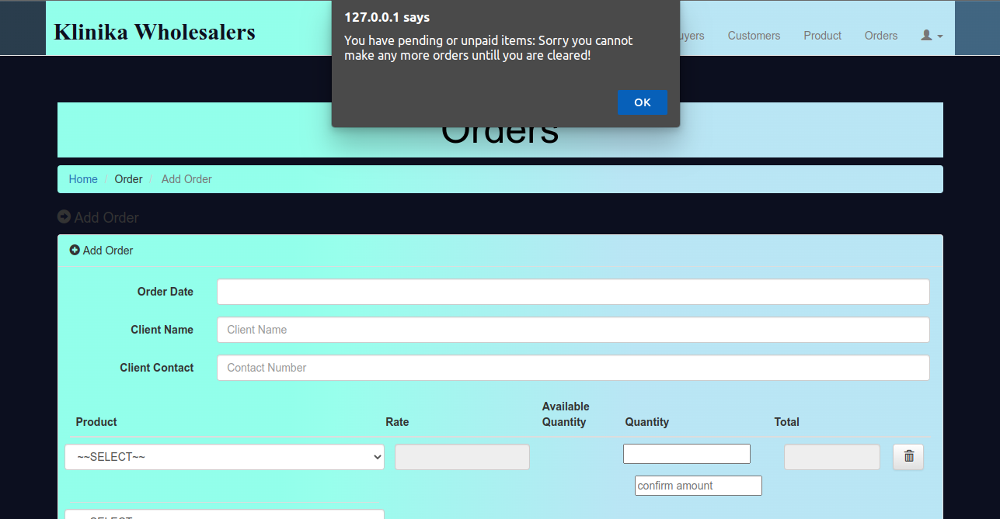 Klinika Wholesalers
127.0.0.1 says
You have pending or unpaid items: Sorry you cannot
make any more orders untill you are cleared!
OK
uyers Customers Product Orders
Orders
Home / Order / Add Order
Add Order
Add Order
Order Date
Client Name Client Name
Client Contact Contact Number
Product Rate Available Quantity Quantity Total
~~SELECT~~
confirm amount
~~SELECT~~